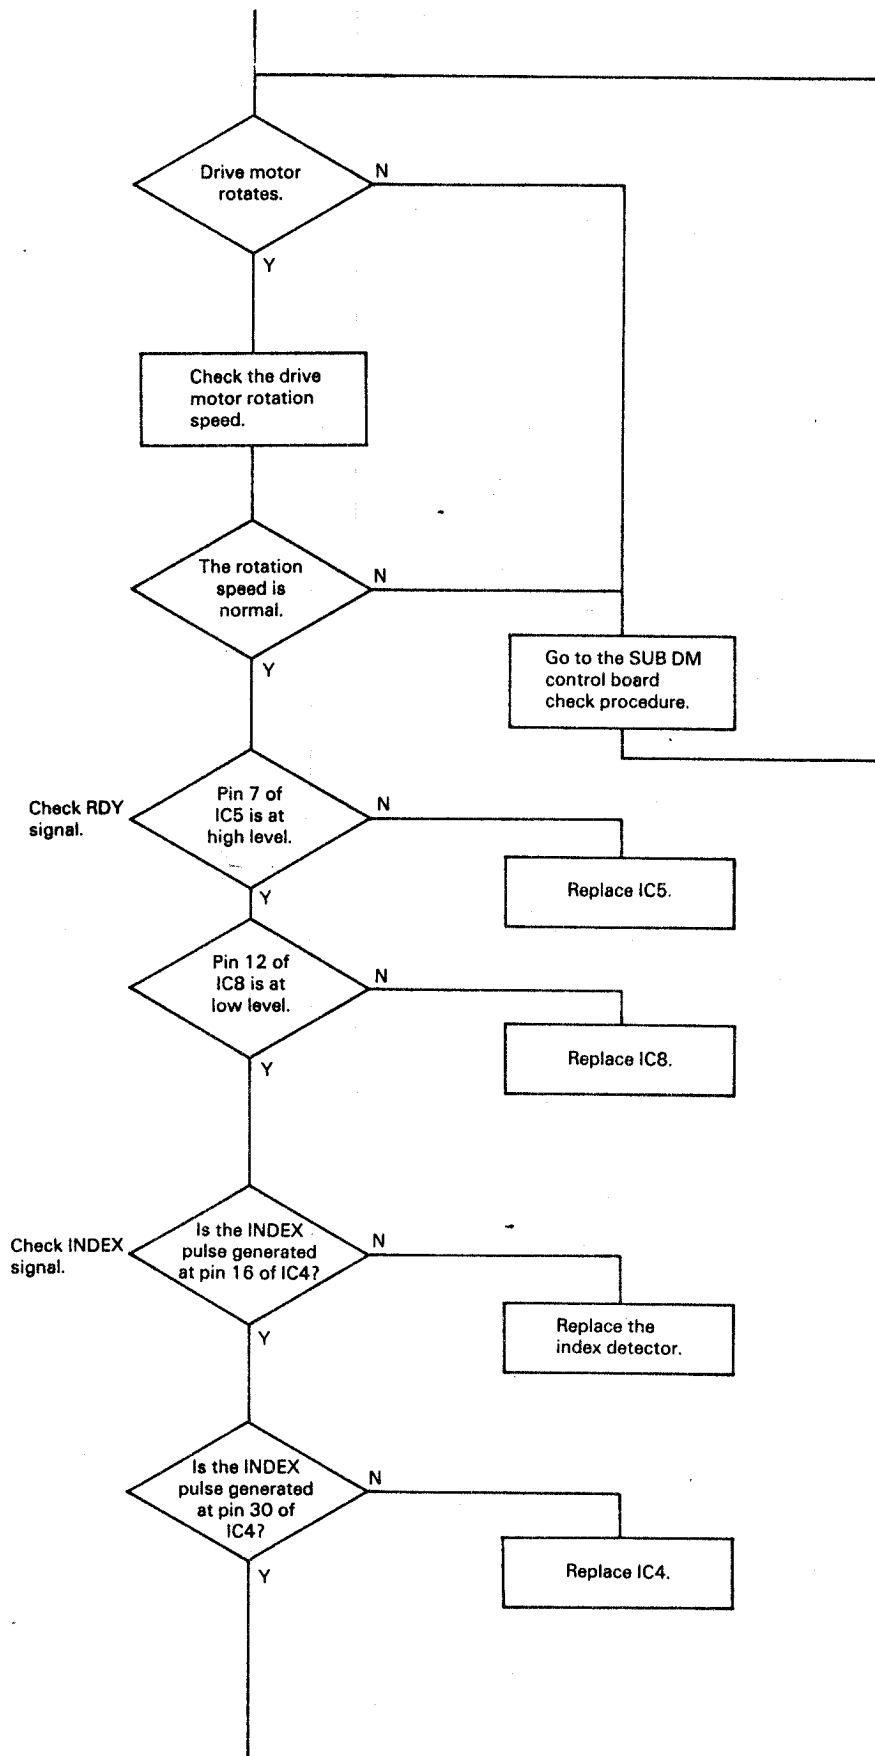 Drive motor
rotates.
N
Y
Check the drive
motor rotation
speed.
The rotation
speed is
normal.
N
Y
Go to the SUB DM
control board
check procedure.
Check RDY
signal.
Pin 7 of
IC5 is at
high level.
N
Y
Replace IC5.
Pin 12 of
IC8 is at
low level.
N
Y
Replace IC8.
Check INDEX
signal.
Is the INDEX
pulse generated
at pin 16 of IC4?
N
Y
Replace the
index detector.
Is the INDEX
pulse generated
at pin 30 of
IC4?
N
Y
Replace IC4.